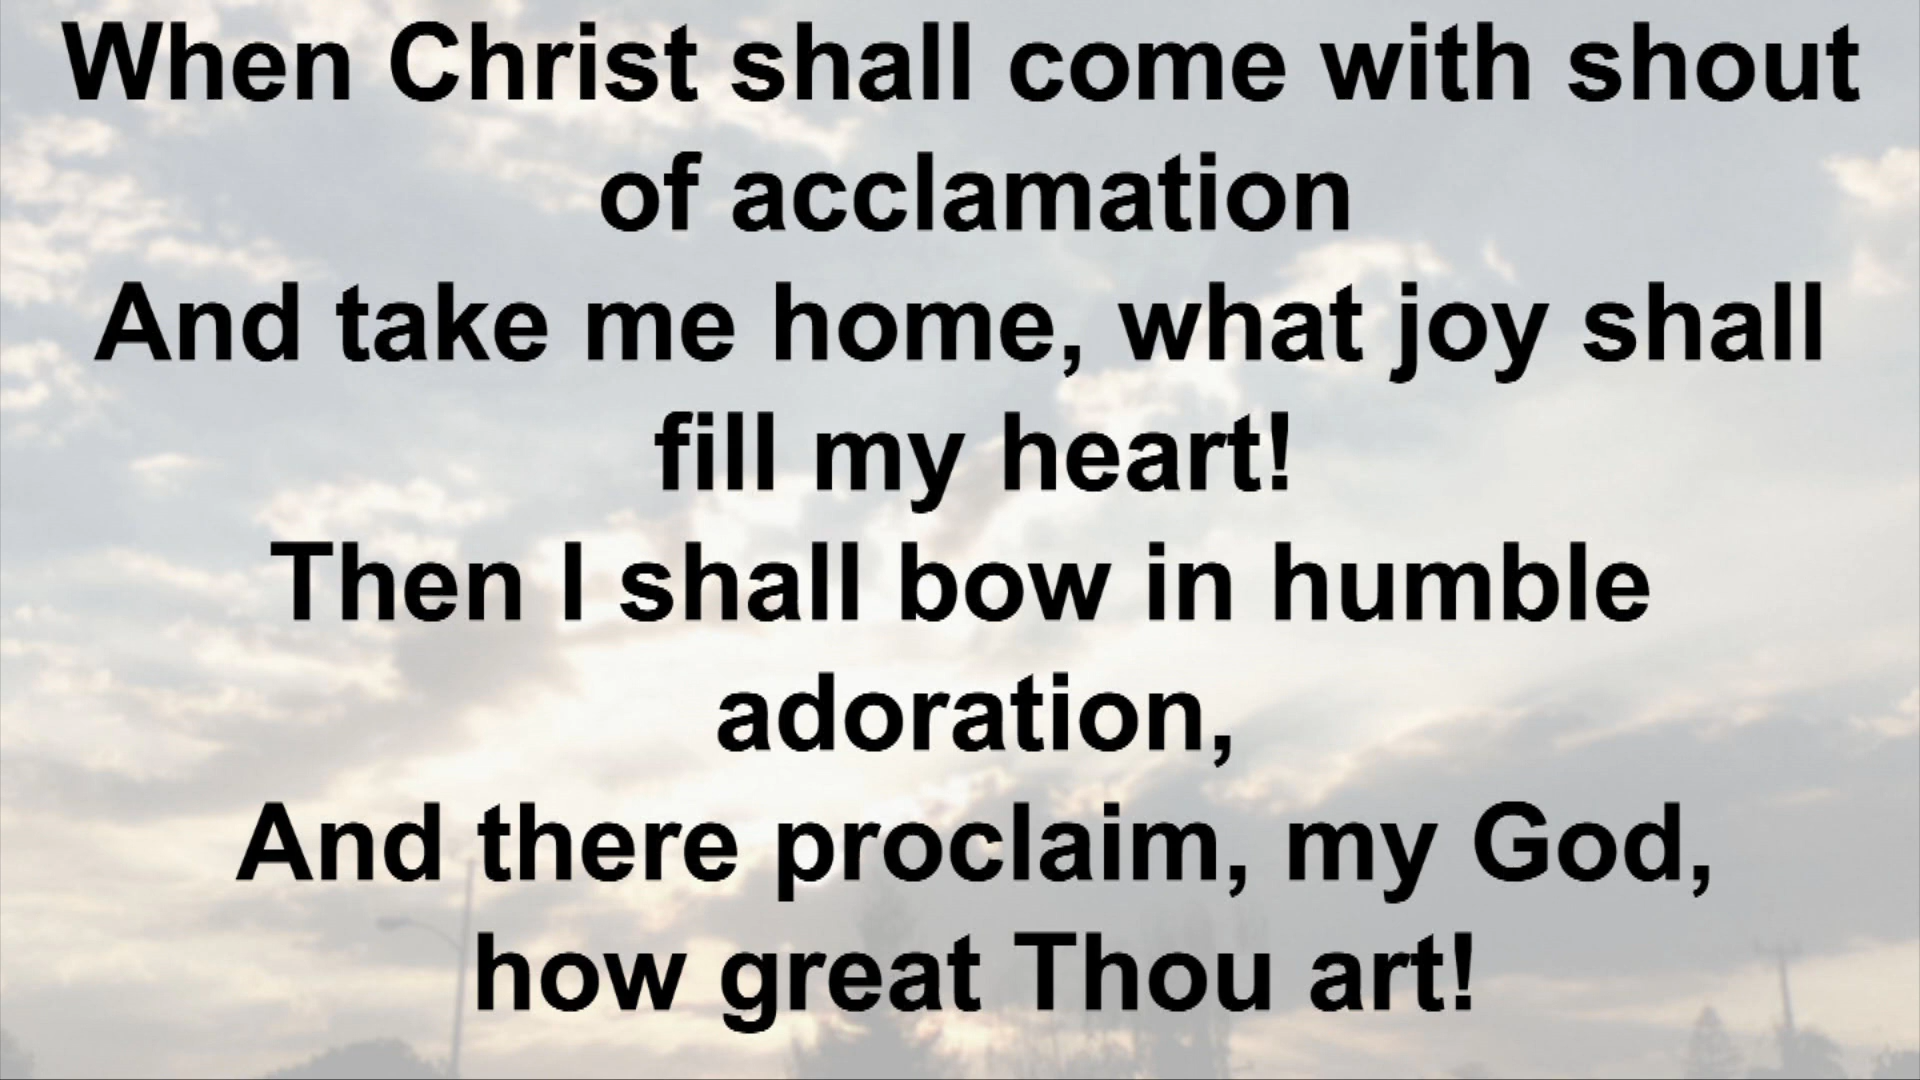 When Christ shall come with shout
of acclamation
And take me home, what joy shall
fill my heart!
Then I shall bow in humble
adoration,
And there proclaim, my God,
how great Thou art!